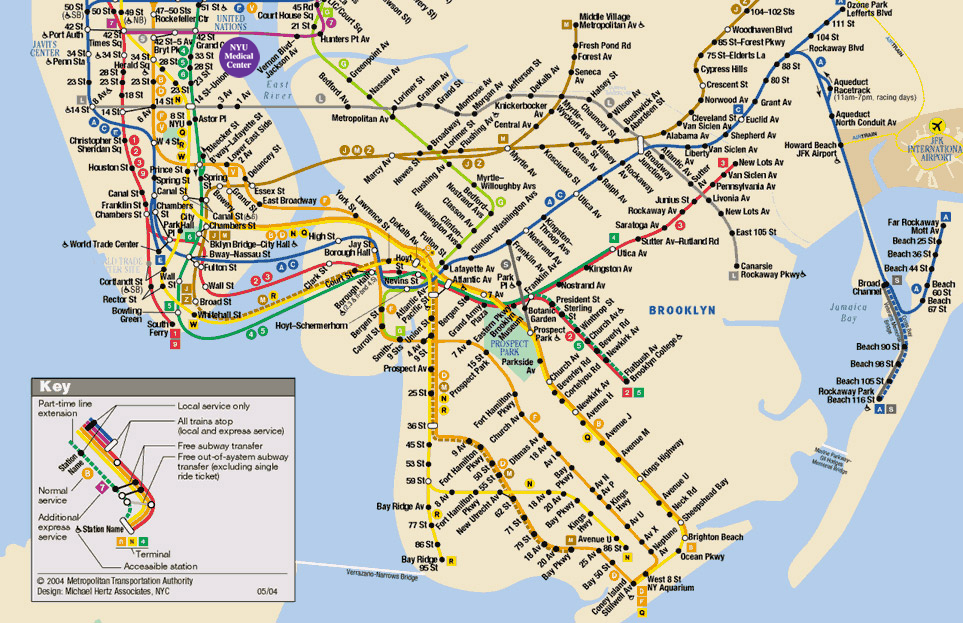 50 St
(SB)
49 St
(NB)
47–50 Sts
Rockefeller Ctr
51 St
UNITED
NATIONS
Court House Sq
45 Rd
21 St
Hunters Pt Av
Vernon Blvd–
Jackson Av
Greenpoint Av
42 St
Port Auth
Times Sq
42 St–5 Av
Bryt Pk
42 St
Grand C
JAVITS
CENTER
34 St
Penn Sta
34 St
34 St
Herald Sq
NYU
Medical
Center
28 St
23 St
23 St
18 St
14 St
14 St
14 St–Union
3 Av
1 Av
East
River
Bedford Av
Nassau Av
Metropolitan Av
Lorimer St
Graham Av
Grand St
Montrose Av
Morgan Av
Jefferson St
DeKalb Av
Broadway
Flushing Av
Knickerbocker
Central Av
Myrtle–
Wyckoff Avs
Halsey St
Wilson Av
Bushwick Av
Aberdeen St
Middle Village
Metropolitan Av
Fresh Pond Rd
Forest Av
Seneca
Av
104–102 Sts
Woodhaven Blvd
85 St–Forest Pkwy
75 St–Elderts La
Cypress Hills
Crescent St
Norwood Av
Cleveland St
Van Siclen Av
Alabama Av
Euclid Av
Shepherd Av
Van Siclen Av
Liberty
Grant Av
80 St
88 St
Rockaway Blvd
104 St
111 St
Ozone Park
Lefferts Blvd
Aqueduct
Racetrack
(11am–7pm, racing days)
Aqueduct
North Conduit Av
Howard Beach
JFK Airport
AIRTRAIN
AIRTRAIN
JFK
INTERNATIONAL
AIRPORT
Christopher St
Sheridan Sq
W 4 St
8 St
NYU
Astor Pl
Bleecker St
B'way–Lafayette St
Lower East Side
Delancey St
Houston St
Prince St
Spring St
Spring
Canal St
Franklin St
Canal St
Chambers St
Chambers
City
Hall
Park
Pl
Grand St
Essex St
East Broadway
Canal St
Chambers St
Bklyn Bridge–City Hall
Bway–Nassau St
World Trade Center
Fulton St
Wall
St
Wall St
Broad St
Cortlandt St
(SB)
Rector St
Bowling
Green
South
Ferry
Whitehall St
High St
York St
Jay St
Borough Hall
Lawrence St
DeKalb Av
Clark St
Court St
Borough Hall
Hoyt St
Nevins St
Hoyt–Schermerhorn
Fulton St
Lafayette Av
Atlantic Av
Atlantic Av
Pacific St
Marcy Av
Hewes St
Flushing Av
Myrtle Av
Kosciusko St
Gates Av
Halsey St
Myrtle–
Willoughby Avs
Classon Av
Clinton–Washington Avs
Franklin Av
Nostrand Av
Kingston–
Throop Avs
Utica Av
Ralph Av
Rockaway
Broadway
Atlantic Av
Sutter Av
Livonia Av
New Lots Av
East 105 St
Canarsie
Rockaway Pkwy
New Lots Av
Van Siclen Av
Pennsylvania Av
Junius St
Rockaway Av
Saratoga Av
Sutter Av–Rutland Rd
Utica Av
Kingston Av
Nostrand Av
President St
Sterling St
Winthrop St
Church Av
Beverly Rd
Newkirk Av
Flatbush Av
Brooklyn College
Park
Pl
Franklin Av
Botanic
Garden
Prospect
Park
Eastern Pkwy
Brooklyn
Museum
Grand Army
Plaza
Bergen St
7 Av
PROSPECT
PARK
Parkside
Av
Church Av
Beverley Rd
Cortelyou Rd
Newkirk Av
Avenue H
Avenue J
Avenue M
Kings Highway
Avenue U
Neck Rd
Sheepshead Bay
Brighton Beach
Ocean Pkwy
West 8 St
NY Aquarium
Coney Island
Stillwell Av
Bergen St
Carroll St
Smith–
9 Sts
Union St
4 Av
9 St
7 Av
15 St
Prospect Park
Fort Hamilton
Pkwy
Church Av
Ditmas Av
18 Av
Bay
Pkwy
Av N
Av P
Kings
Hwy
Av U
Av X
Neptune
Av
Prospect Av
25 St
36 St
45 St
53 St
59 St
Bay Ridge Av
77 St
86 St
Bay Ridge
95 St
9 Av
Fort Hamilton
Pkwy
50 St
55 St
62 St
71 St
79 St
18 Av
20 Av
Bay Pkwy
25 Av
Bay 50 St
8 Av
Fort Hamilton
Pkwy
New Utrecht Av
18 Av
20 Av
Bay Pkwy
Kings
Hwy
Avenue U
86 St
BROOKLYN
Verrazano–Narrows Bridge
Marine Parkway–
Gil Hodges
Memorial Bridge
Jamaica
Bay
Broad
Channel
Far Rockaway
Mott Av
Beach 25 St
Beach 36 St
Beach 44 St
Beach
60 St
Beach
67 St
Beach 90 St
Beach 98 St
Beach 105 St
Rockaway Park
Beach 116 St
Key
Part-time line
extension
Local service only
All trains stop
(local and express service)
Free subway transfer
Free out-of-system subway
transfer (excluding single
ride ticket)
Station
Name
Normal
service
Additional
express
service
Station Name
Terminal
Accessible station
© 2004 Metropolitan Transportation Authority
Design: Michael Hertz Associates, NYC
05/04